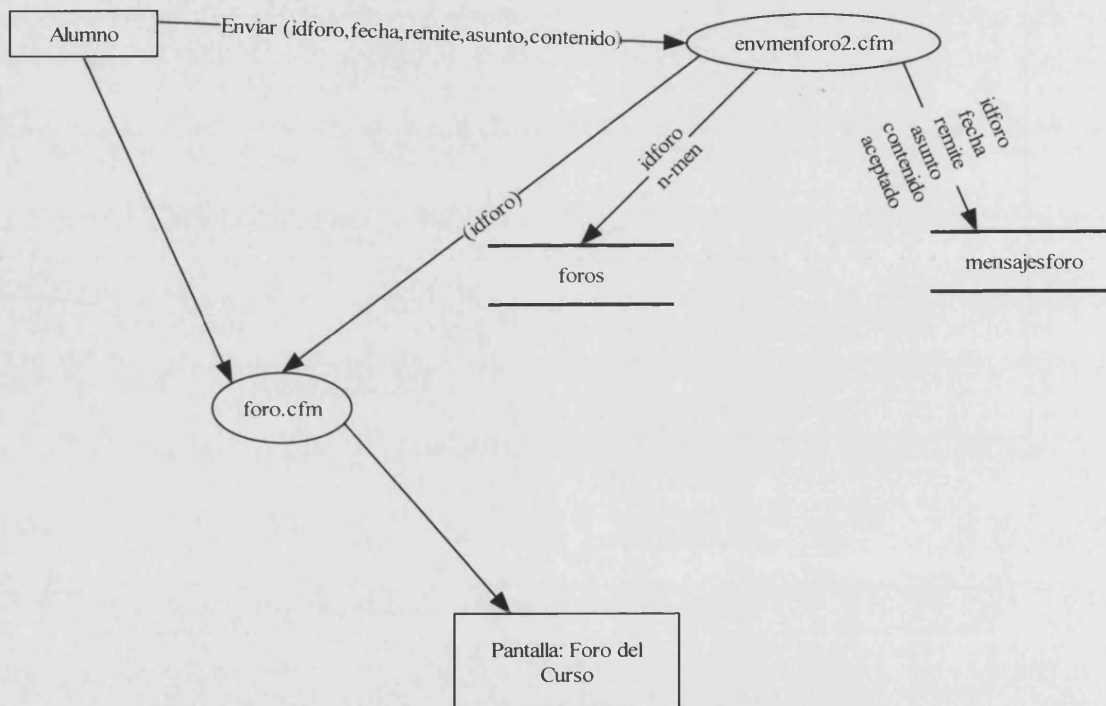 Alumno
Enviar (idforo,fecha,remite,asunto,contenido)
envmenforo2.cfm
idforo
fecha
remite
asunto
contenido
aceptado
idforo
n-men
(idforo)
foros
mensajesforo
foro.cfm
Pantalla: Foro del
Curso